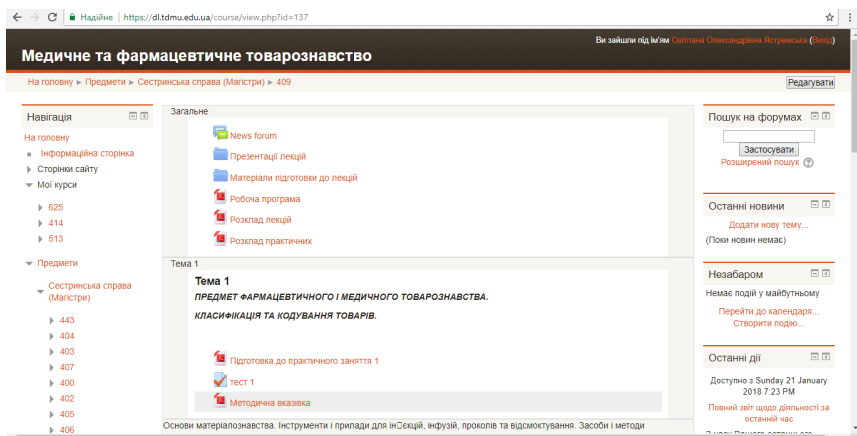 Надійне | https://dl.tdmu.edu.ua/course/view.php?id=137
Ви зайшли під ім'ям Світлана Олександрівна Ястремська (Вихід)
Медичне та фармацевтичне товарознавство
На головну ► Предмети ► Сестринська справа (Магістри) ► 409
Редагувати
Навігація
На головну
Інформаційна сторінка
Сторінки сайту
Мої курси
625
414
513
Предмети
Сестринська справа
(Магістри)
443
404
403
407
400
402
405
406
Загальне
News forum
Презентації лекцій
Матеріали підготовки до лекцій
Робоча програма
Розклад лекцій
Розклад практичних
Тема 1
Тема 1
ПРЕДМЕТ ФАРМАЦЕВТИЧНОГО І МЕДИЧНОГО ТОВАРОЗНАВСТВА.
КЛАСИФІКАЦІЯ ТА КОДУВАННЯ ТОВАРІВ.
Підготовка до практичного заняття 1
тест 1
Методична вказівка
Основи матеріалознавства. Інструменти і прилади для ін□єкцій, інфузій, проколів та відсмоктування. Засоби і методи
Пошук на форумах
Застосувати
Розширений пошук
Останні новини
Додати нову тему...
(Поки новин немає)
Незабаром
Немає подій у майбутньому
Перейти до календаря...
Створити подію...
Останні дії
Доступно з Sunday 21 January
2018 7:23 PM
Повний звіт щодо діяльності за
останній час